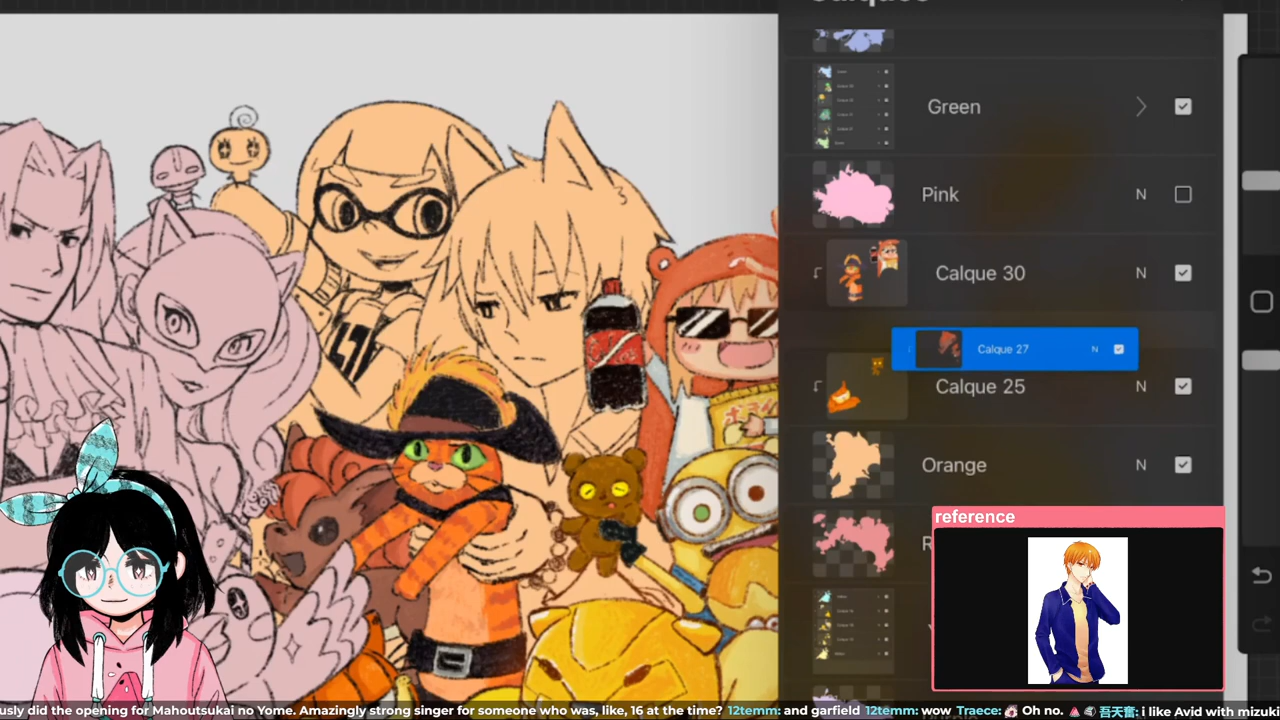 Green
Pink N
Calque 30 N
Calque 27 N
Calque 25 N
Orange N
R
reference
usly did the opening for Mahoutsukai no Yome. Amazingly strong singer for someone who was, like, 16 at the time? 12temm: and garfield 12temm: wow Traece: Oh no. 吾天奮: i like Avid with mizuki